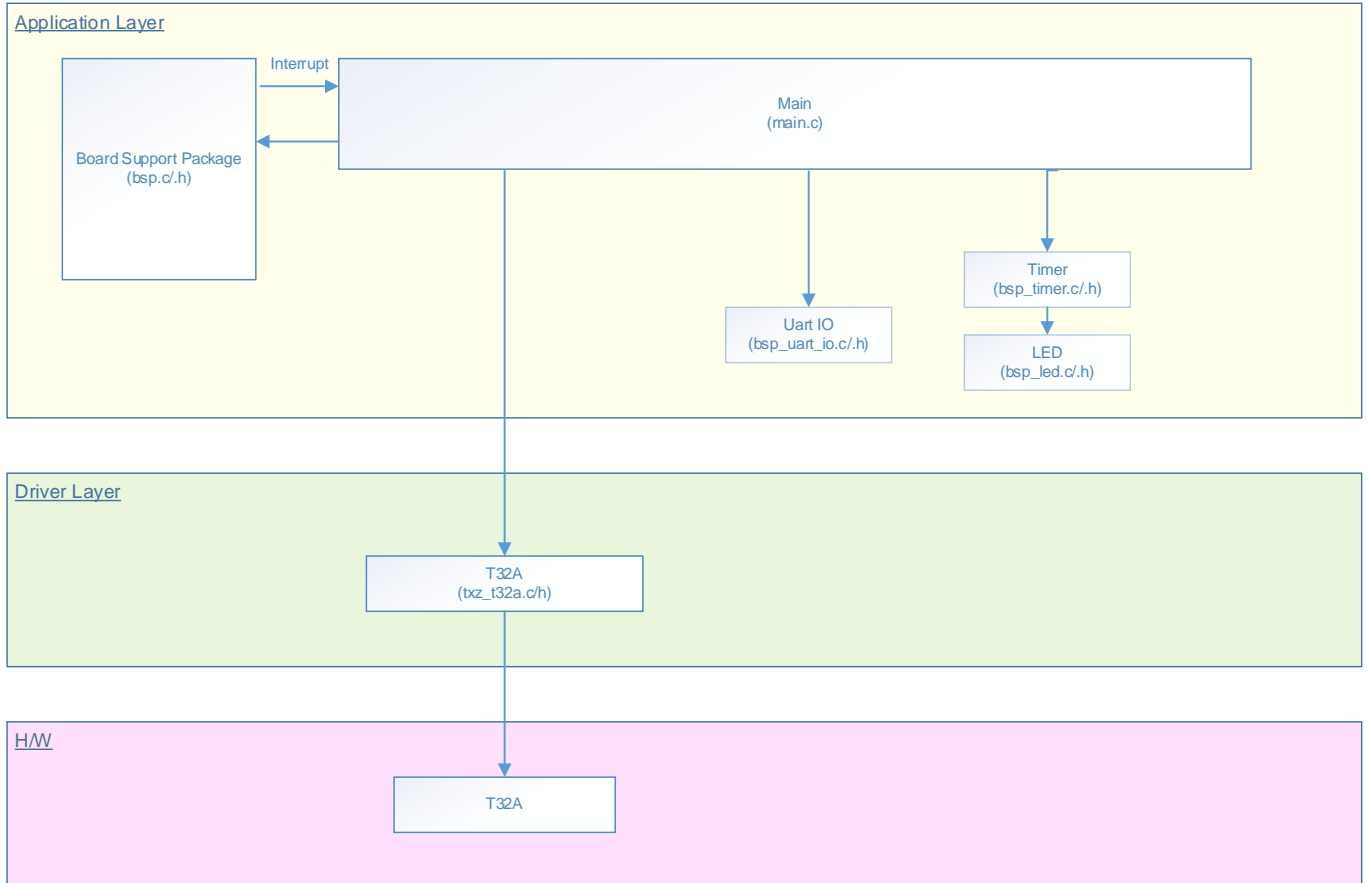 Application Layer
Interrupt
Main
(main.c)
Board Support Package
(bsp.c/.h)
Timer
(bsp_timer.c/.h)
Uart IO
(bsp_uart_io.c/.h)
LED
(bsp_led.c/.h)
Driver Layer
T32A
(txz_t32a.c/h)
H/W
T32A